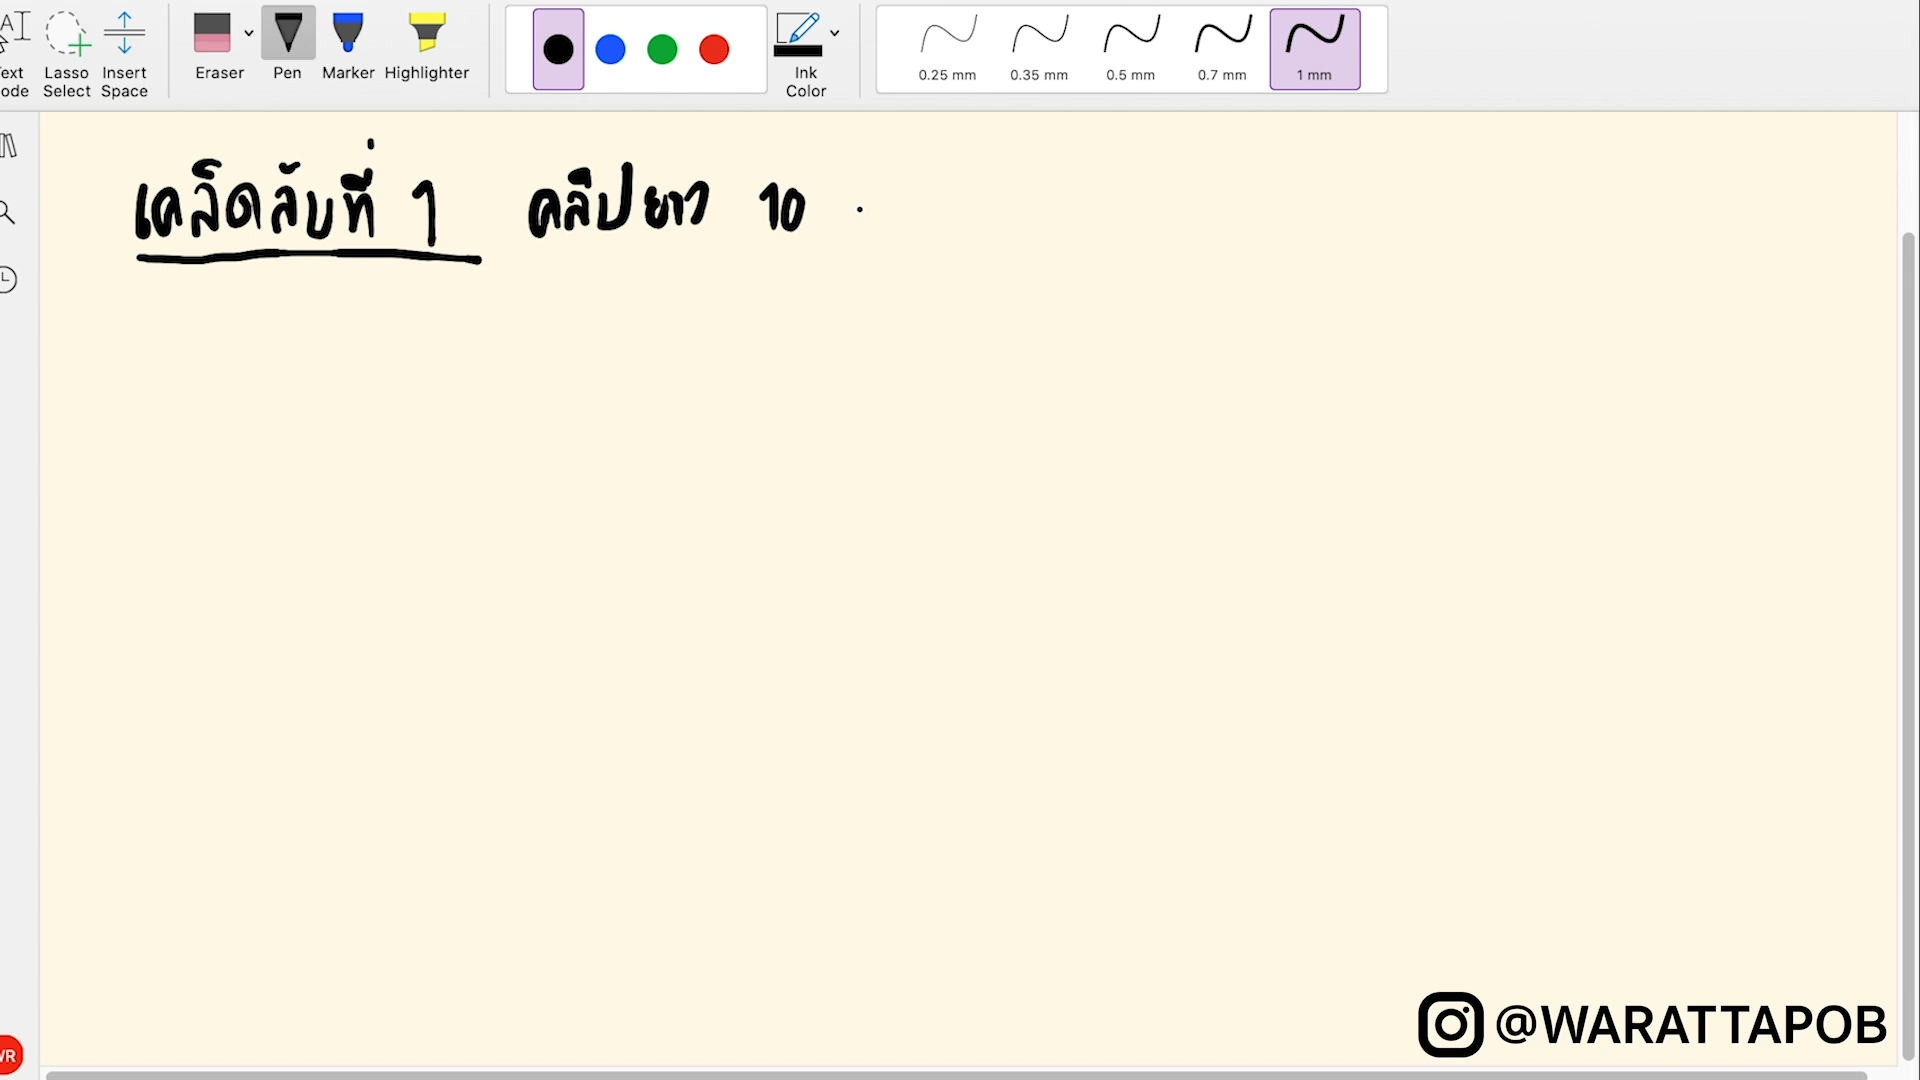 Eraser Pen Marker Highlighter
Lasso Select Insert Space
Ink Color
0.25 mm 0.35 mm 0.5 mm 0.7 mm 1 mm
เคล็ดลับที่ 1 คลิปยาว 10
@WARATTAPOB